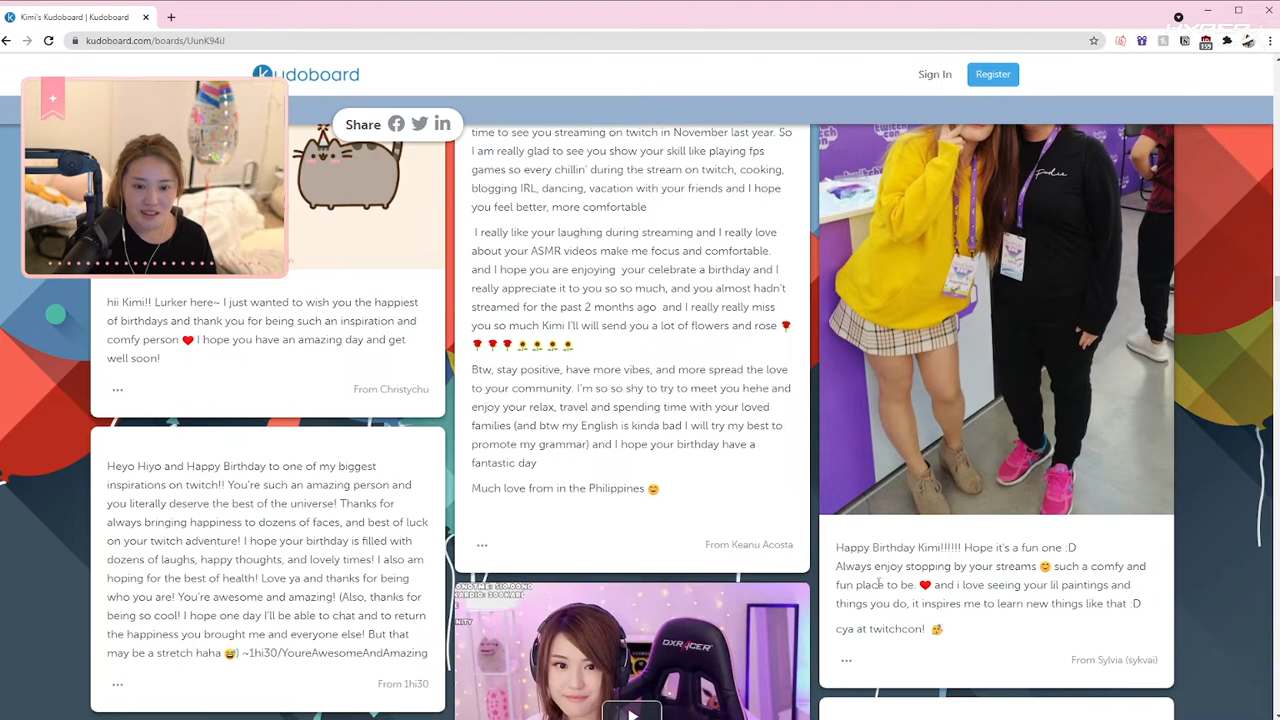 Kimi's Kudoboard | Kudoboard
kudoboard.com/boards/UunK94iJ
155
kudoboard
Sign In
Register
Share
hii Kimi!! Lurker here~ I just wanted to wish you the happiest
of birthdays and thank you for being such an inspiration and
comfy person ❤️ I hope you have an amazing day and get
well soon!
From Christychu
Heyo Hiyo and Happy Birthday to one of my biggest
inspirations on twitch!! You're such an amazing person and
you literally deserve the best of the universe! Thanks for
always bringing happiness to dozens of faces, and best of luck
on your twitch adventure! I hope your birthday is filled with
dozens of laughs, happy thoughts, and lovely times! I also am
hoping for the best of health! Love ya and thanks for being
who you are! You're awesome and amazing! (Also, thanks for
being so cool! I hope one day I'll be able to chat and to return
the happiness you brought me and everyone else! But that
may be a stretch haha 😅) ~1hi30/YoureAwesomeAndAmazing
From 1hi30
time to see you streaming on twitch in November last year. So
I am really glad to see you show your skill like playing fps
games so every chillin' during the stream on twitch, cooking,
blogging IRL, dancing, vacation with your friends and I hope
you feel better, more comfortable
I really like your laughing during streaming and I really love
about your ASMR videos make me focus and comfortable.
and I hope you are enjoying your celebrate a birthday and I
really appreciate it to you so so much, and you almost hadn't
streamed for the past 2 months ago and I really really miss
you so much Kimi I'll will send you a lot of flowers and rose 🌹
🌹🌹🌹🌻🌻🌻🌻
Btw, stay positive, have more vibes, and more spread the love
to your community. I'm so so shy to try to meet you hehe and
enjoy your relax, travel and spending time with your loved
families (and btw my English is kinda bad I will try my best to
promote my grammar) and I hope your birthday have a
fantastic day
Much love from in the Philippines 😊
From Keanu Acosta
DXRACER
Happy Birthday Kimi!!!!!! Hope it's a fun one :D
Always enjoy stopping by your streams 😊 such a comfy and
fun place to be. ❤️ and i love seeing your lil paintings and
things you do, it inspires me to learn new things like that :D
cya at twitchcon! 🥳
From Sylvia (sykvai)